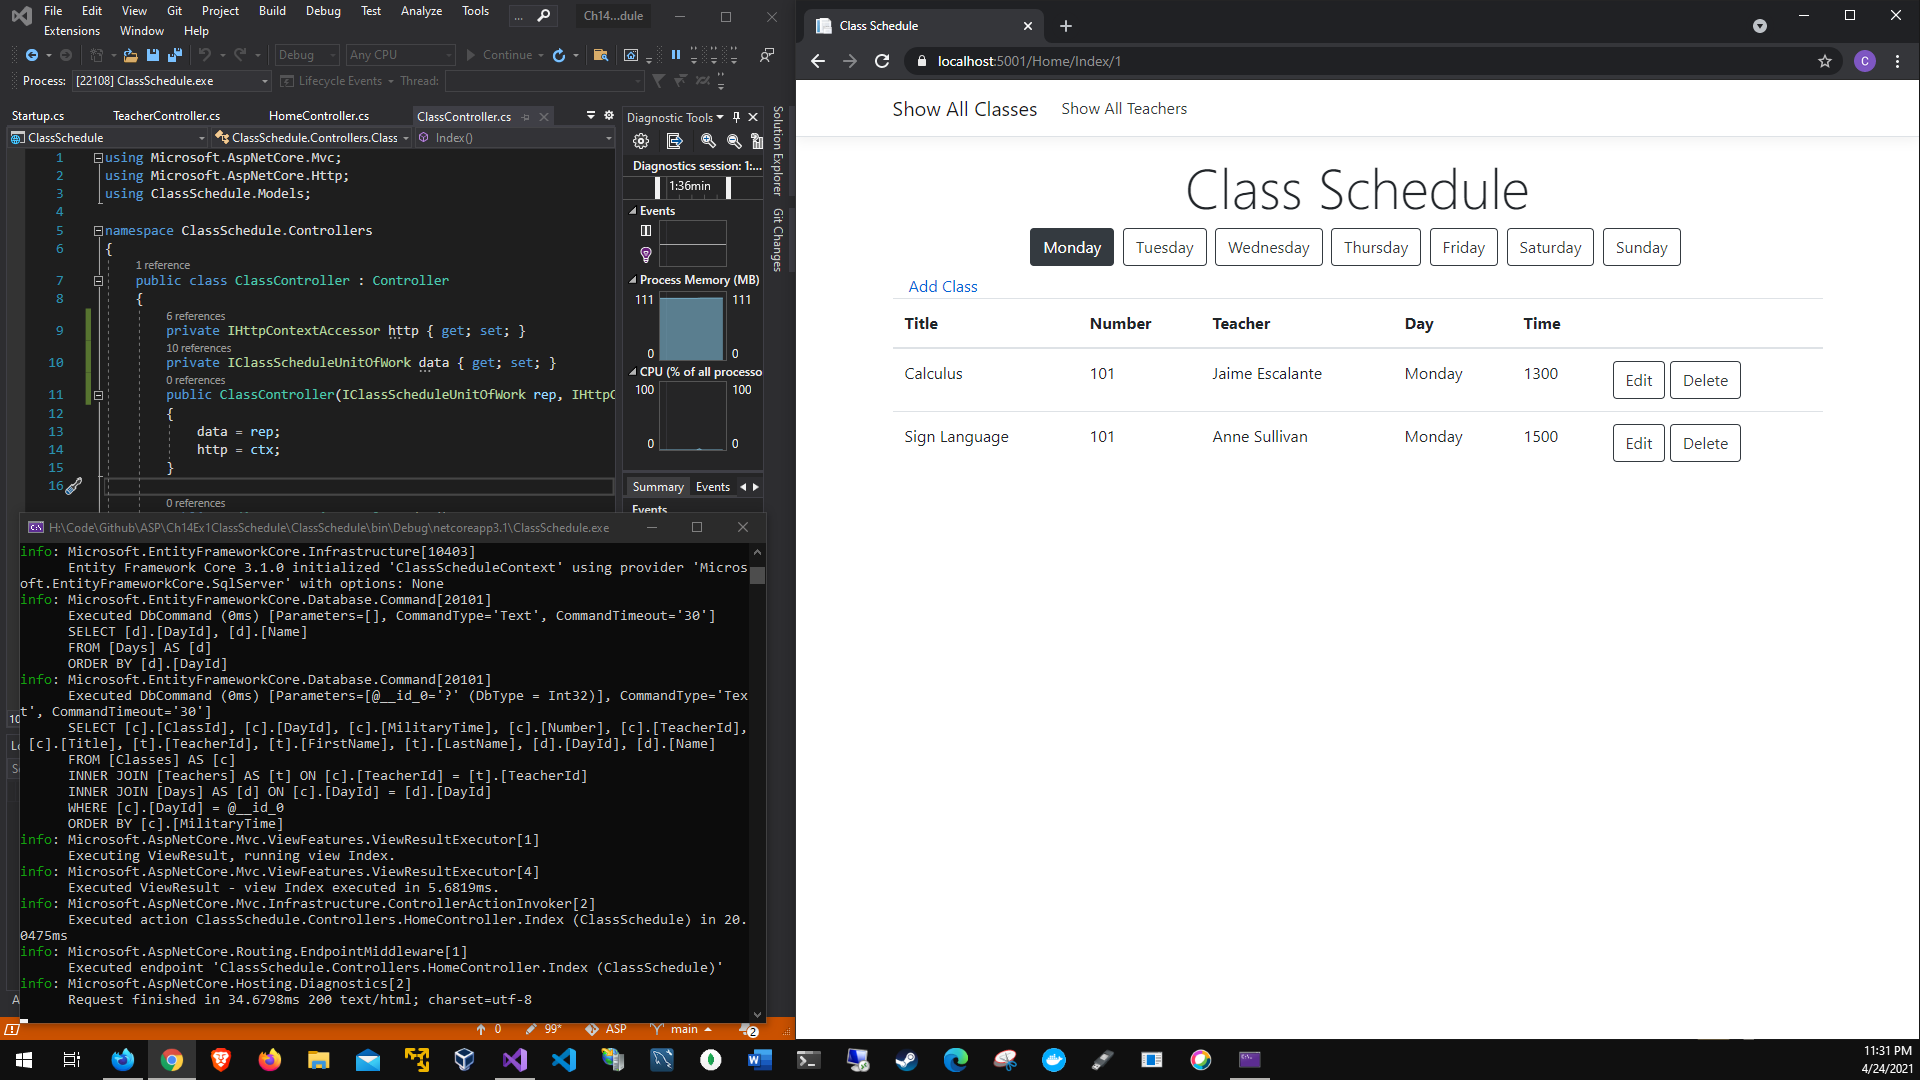 File Edit View Git Project Build Debug Test Analyze Tools ... Ch14...dule
Extensions Window Help
Debug Any CPU Continue
Process: [22108] ClassSchedule.exe Lifecycle Events Thread:
Startup.cs TeacherController.cs HomeController.cs ClassController.cs
ClassSchedule ClassSchedule.Controllers.Class Index()
1 using Microsoft.AspNetCore.Mvc;
2 using Microsoft.AspNetCore.Http;
3 using ClassSchedule.Models;
4
5 namespace ClassSchedule.Controllers
6 {
1 reference
7 public class ClassController : Controller
8 {
6 references
9 private IHttpContextAccessor http { get; set; }
10 references
10 private IClassScheduleUnitOfWork data { get; set; }
0 references
11 public ClassController(IClassScheduleUnitOfWork rep, IHttpC
12 {
13 data = rep;
14 http = ctx;
15 }
16
0 references
Diagnostic Tools
Diagnostics session: 1:...
1:36min
Events
Process Memory (MB)
111 111
0 0
CPU (% of all processo
100 100
0 0
Summary Events
Events
Solution Explorer
Git Changes
H:\Code\Github\ASP\Ch14Ex1ClassSchedule\ClassSchedule\bin\Debug\netcoreapp3.1\ClassSchedule.exe
info: Microsoft.EntityFrameworkCore.Infrastructure[10403]
Entity Framework Core 3.1.0 initialized 'ClassScheduleContext' using provider 'Micros
oft.EntityFrameworkCore.SqlServer' with options: None
info: Microsoft.EntityFrameworkCore.Database.Command[20101]
Executed DbCommand (0ms) [Parameters=[], CommandType='Text', CommandTimeout='30']
SELECT [d].[DayId], [d].[Name]
FROM [Days] AS [d]
ORDER BY [d].[DayId]
info: Microsoft.EntityFrameworkCore.Database.Command[20101]
Executed DbCommand (0ms) [Parameters=[@__id_0='?' (DbType = Int32)], CommandType='Tex
t', CommandTimeout='30']
SELECT [c].[ClassId], [c].[DayId], [c].[MilitaryTime], [c].[Number], [c].[TeacherId],
[c].[Title], [t].[TeacherId], [t].[FirstName], [t].[LastName], [d].[DayId], [d].[Name]
FROM [Classes] AS [c]
INNER JOIN [Teachers] AS [t] ON [c].[TeacherId] = [t].[TeacherId]
INNER JOIN [Days] AS [d] ON [c].[DayId] = [d].[DayId]
WHERE [c].[DayId] = @__id_0
ORDER BY [c].[MilitaryTime]
info: Microsoft.AspNetCore.Mvc.ViewFeatures.ViewResultExecutor[1]
Executing ViewResult, running view Index.
info: Microsoft.AspNetCore.Mvc.ViewFeatures.ViewResultExecutor[4]
Executed ViewResult - view Index executed in 5.6819ms.
info: Microsoft.AspNetCore.Mvc.Infrastructure.ControllerActionInvoker[2]
Executed action ClassSchedule.Controllers.HomeController.Index (ClassSchedule) in 20.
0475ms
info: Microsoft.AspNetCore.Routing.EndpointMiddleware[1]
Executed endpoint 'ClassSchedule.Controllers.HomeController.Index (ClassSchedule)'
info: Microsoft.AspNetCore.Hosting.Diagnostics[2]
Request finished in 34.6798ms 200 text/html; charset=utf-8
0 99* ASP main 2
Class Schedule
localhost:5001/Home/Index/1 C
Show All Classes Show All Teachers
Class Schedule
Monday Tuesday Wednesday Thursday Friday Saturday Sunday
Add Class
Title Number Teacher Day Time
Calculus 101 Jaime Escalante Monday 1300 Edit Delete
Sign Language 101 Anne Sullivan Monday 1500 Edit Delete
11:31 PM
4/24/2021